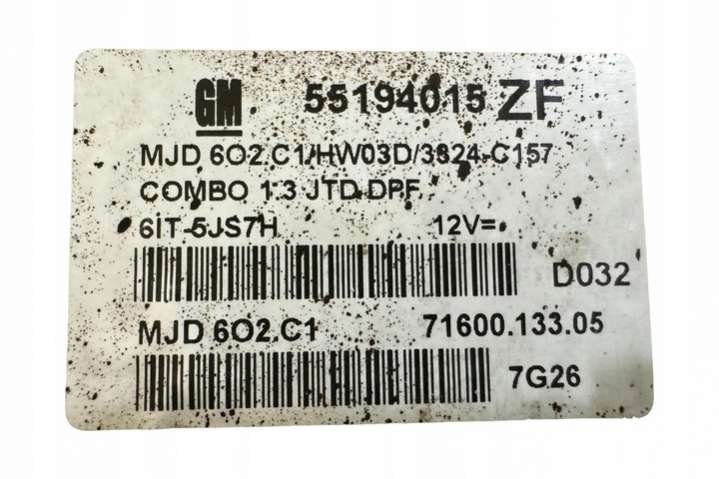 GM 55194015 ZF
MJD 6O2.C1/HW03D/3824-C157
COMBO 1.3 JTD DPF
6IT-5JS7H 12V=
D032
MJD 6O2.C1 71600.133.05
7G26